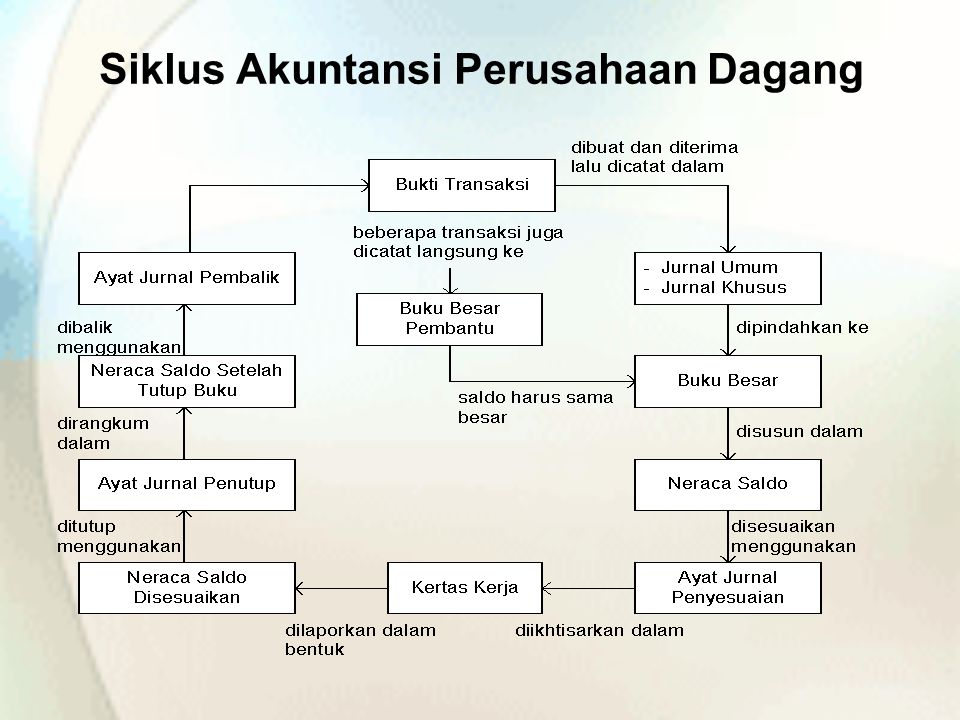 Siklus Akuntansi Perusahaan Dagang
dibuat dan diterima
lalu dicatat dalam
Bukti Transaksi
beberapa transaksi juga
dicatat langsung ke
Ayat Jurnal Pembalik
- Jurnal Umum
- Jurnal Khusus
Buku Besar
Pembantu
dibalik
menggunakan
dipindahkan ke
Neraca Saldo Setelah
Tutup Buku
Buku Besar
saldo harus sama
besar
dirangkum
dalam
disusun dalam
Ayat Jurnal Penutup
Neraca Saldo
ditutup
menggunakan
disesuaikan
menggunakan
Neraca Saldo
Disesuaikan
Kertas Kerja
Ayat Jurnal
Penyesuaian
dilaporkan dalam
bentuk
diikhtisarkan dalam